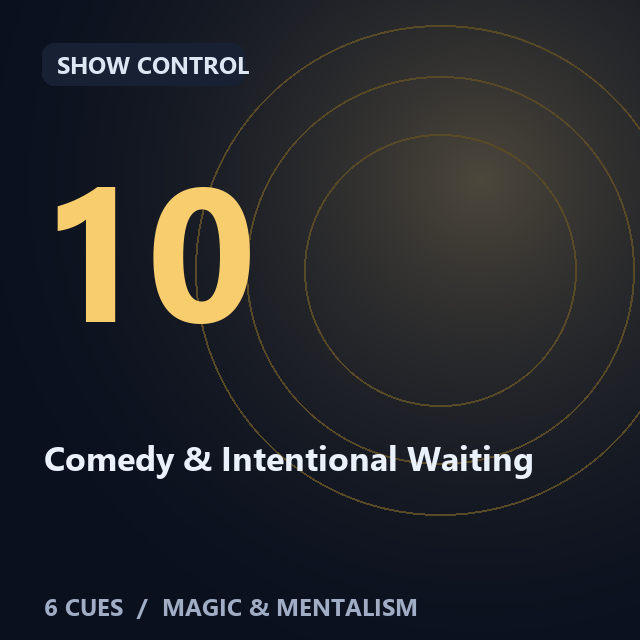 SHOW CONTROL
10
Comedy & Intentional Waiting
6 CUES / MAGIC & MENTALISM